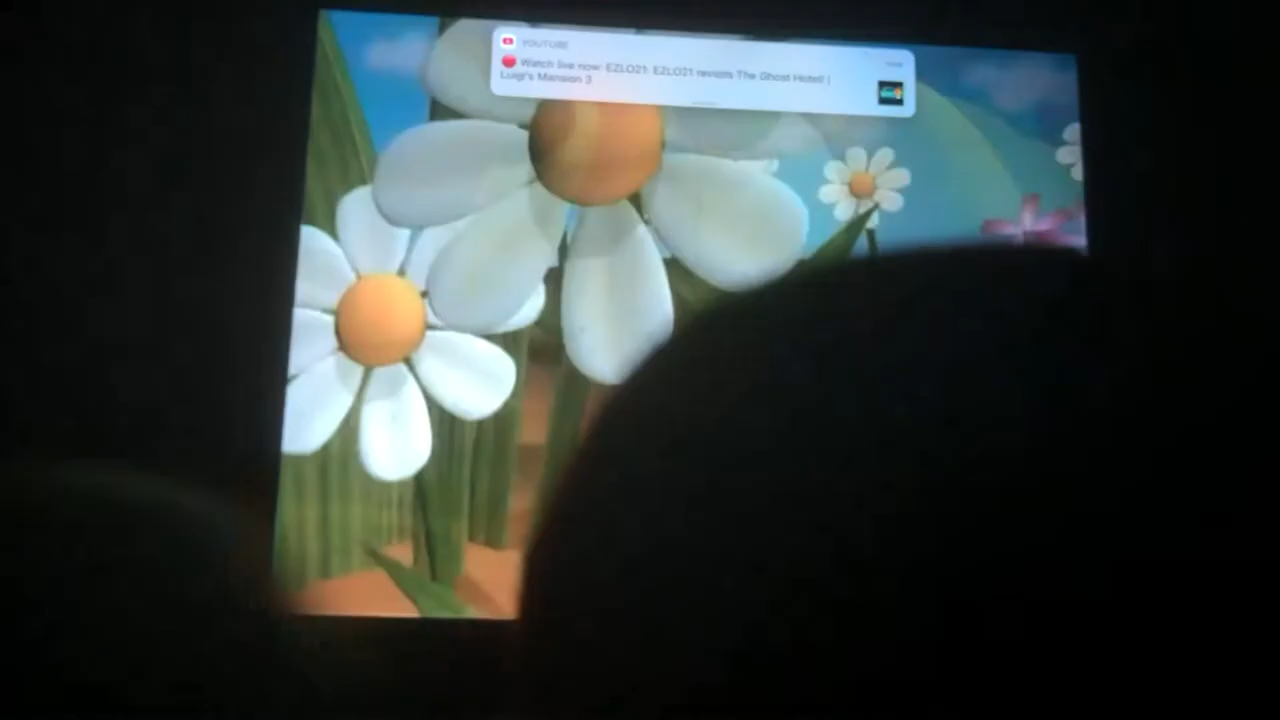 YOUTUBE
🔴 Watch live now: EZLO21: EZLO21 revisits The Ghost Hotel! |
Luigi's Mansion 3